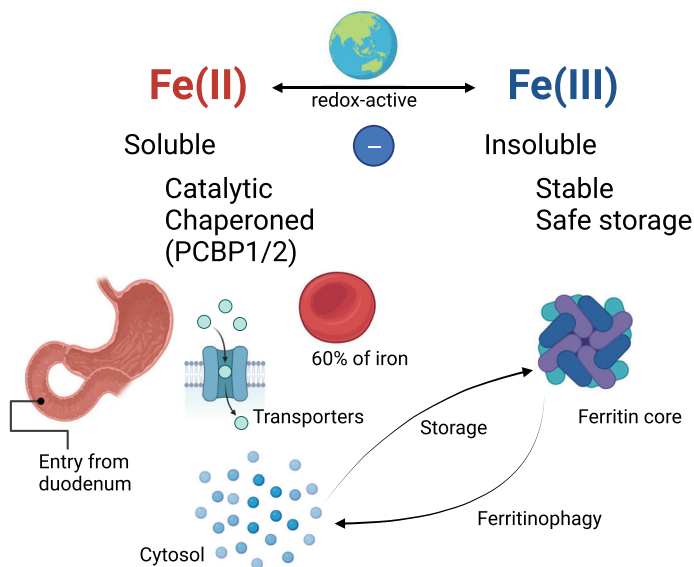 Fe(II)
Fe(III)
redox-active
Soluble
−
Insoluble
Catalytic
Chaperoned
(PCBP1/2)
Stable
Safe storage
60% of iron
Transporters
Storage
Ferritin core
Entry from
duodenum
Ferritinophagy
Cytosol